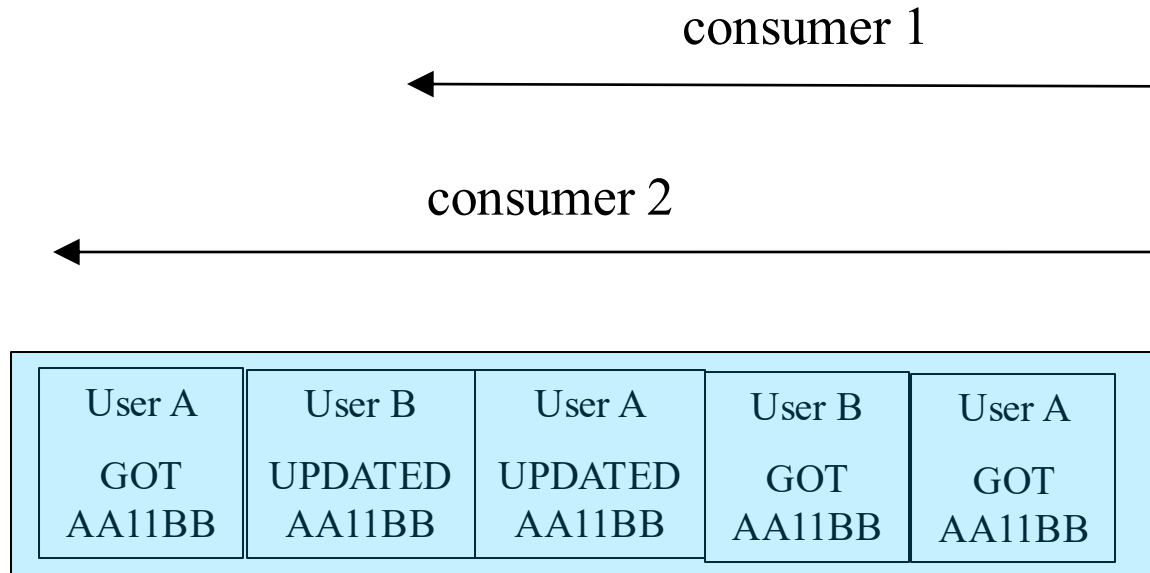 consumer 1
consumer 2
User A
GOT
AA11BB
User B
UPDATED
AA11BB
User A
UPDATED
AA11BB
User B
GOT
AA11BB
User A
GOT
AA11BB